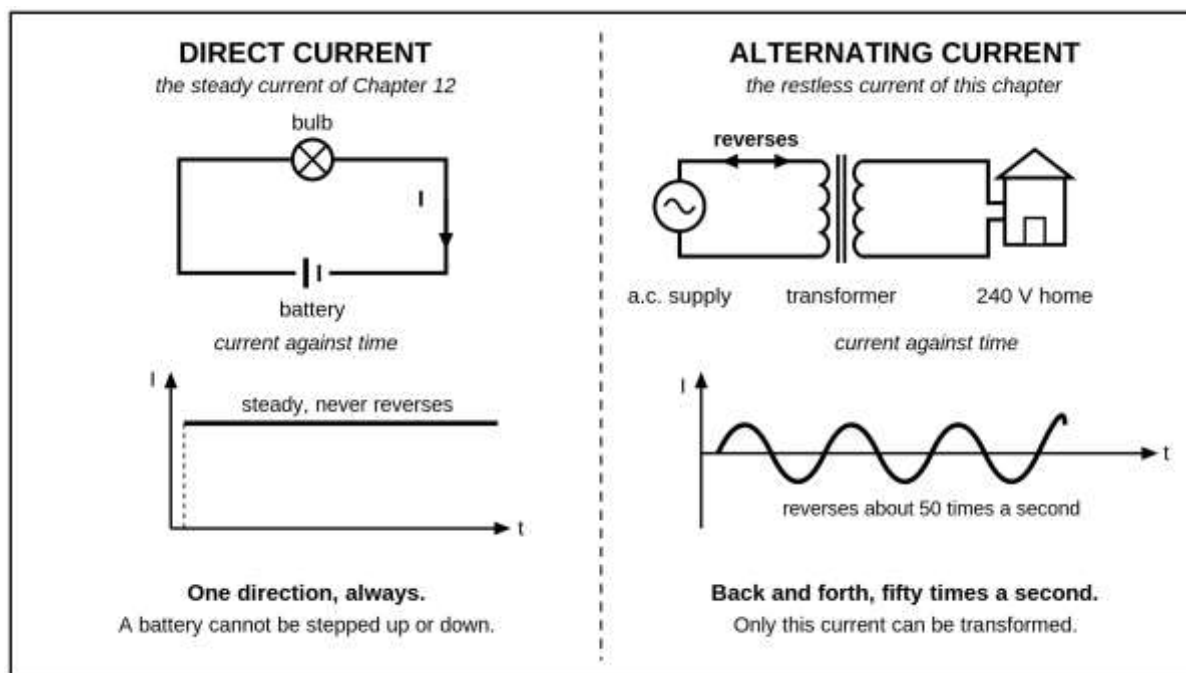 DIRECT CURRENT
the steady current of Chapter 12
bulb
I
battery
current against time
I
steady, never reverses
t
One direction, always.
A battery cannot be stepped up or down.
ALTERNATING CURRENT
the restless current of this chapter
reverses
a.c. supply
transformer
240 V home
current against time
I
t
reverses about 50 times a second
Back and forth, fifty times a second.
Only this current can be transformed.